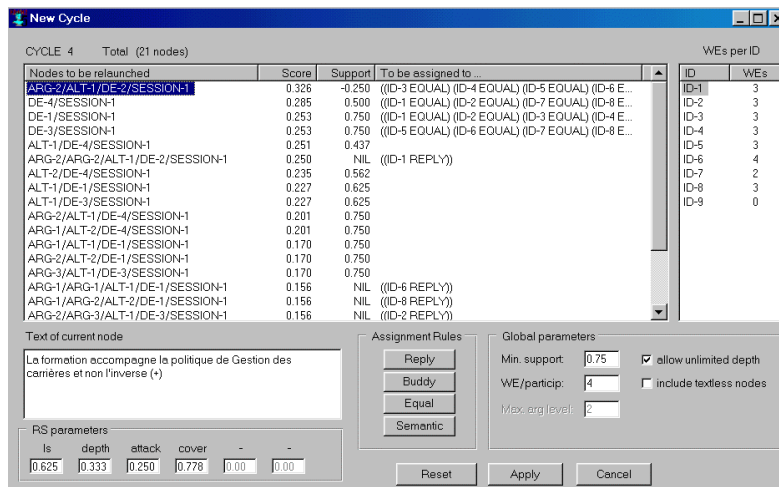 New Cycle
CYCLE 4 Total (21 nodes) WEs per ID
Nodes to be relaunched Score Support To be assigned to ... ID WEs
ARG-2/ALT-1/DE-2/SESSION-1 0.326 -0.250 ((ID-3 EQUAL) (ID-4 EQUAL) (ID-5 EQUAL) (ID-6 E... ID-1 3
DE-4/SESSION-1 0.285 0.500 ((ID-1 EQUAL) (ID-2 EQUAL) (ID-5 EQUAL) (ID-8 E... ID-2 3
DE-1/SESSION-1 0.253 0.750 ((ID-1 EQUAL) (ID-2 EQUAL) (ID-3 EQUAL) (ID-4 E... ID-3 3
DE-3/SESSION-1 0.253 0.750 ((ID-5 EQUAL) (ID-6 EQUAL) (ID-7 EQUAL) (ID-8 E... ID-4 3
ALT-1/DE-4/SESSION-1 0.251 0.437 ID-5 3
ARG-2/ARG-2/ALT-1/DE-2/SESSION-1 0.250 NIL ((ID-1 REPLY)) ID-6 4
ALT-2/DE-4/SESSION-1 0.235 0.562 ID-7 2
ALT-1/DE-1/SESSION-1 0.227 0.625 ID-8 3
ALT-1/DE-3/SESSION-1 0.227 0.625 ID-9 0
ARG-2/ALT-1/DE-4/SESSION-1 0.201 0.750
ARG-1/ALT-2/DE-4/SESSION-1 0.201 0.750
ARG-1/ALT-1/DE-1/SESSION-1 0.170 0.750
ARG-2/ALT-2/DE-1/SESSION-1 0.170 0.750
ARG-3/ALT-1/DE-3/SESSION-1 0.170 0.750
ARG-1/ARG-1/ALT-1/DE-1/SESSION-1 0.156 NIL ((ID-6 REPLY))
ARG-1/ARG-2/ALT-2/DE-1/SESSION-1 0.156 NIL ((ID-8 REPLY))
ARG-2/ARG-3/ALT-1/DE-3/SESSION-1 0.156 NIL ((ID-2 REPLY))
Text of current node Assignment Rules Global parameters
La formation accompagne la politique de Gestion des
carrières et non l'inverse (+)
Reply Min. support: 0.75 allow unlimited depth
Buddy WE/particip: 4 include textless nodes
Equal Max. arg level: 2
Semantic
RS parameters
ls depth attack cover - -
0.625 0.333 0.250 0.778 0.00 0.00
Reset Apply Cancel